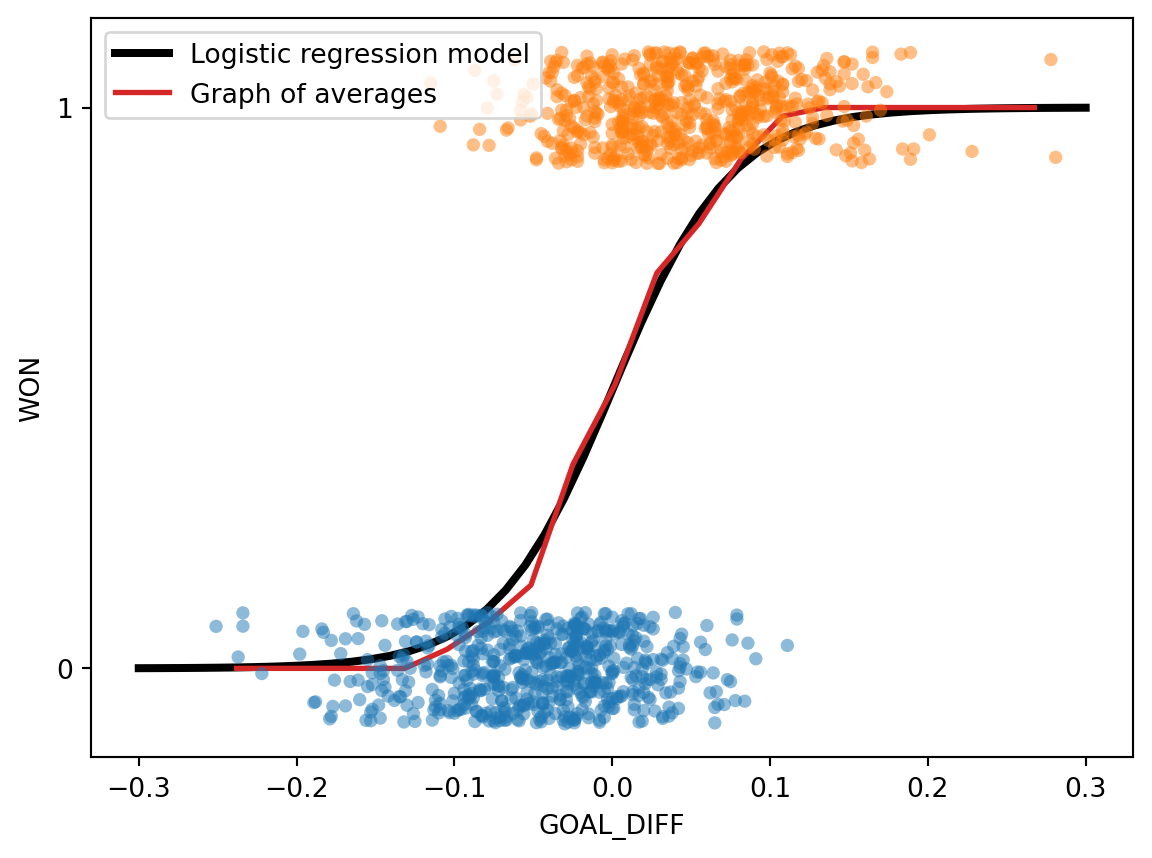 Logistic regression model
Graph of averages
1
0
WON
−0.3 −0.2 −0.1 0.0 0.1 0.2 0.3
GOAL_DIFF